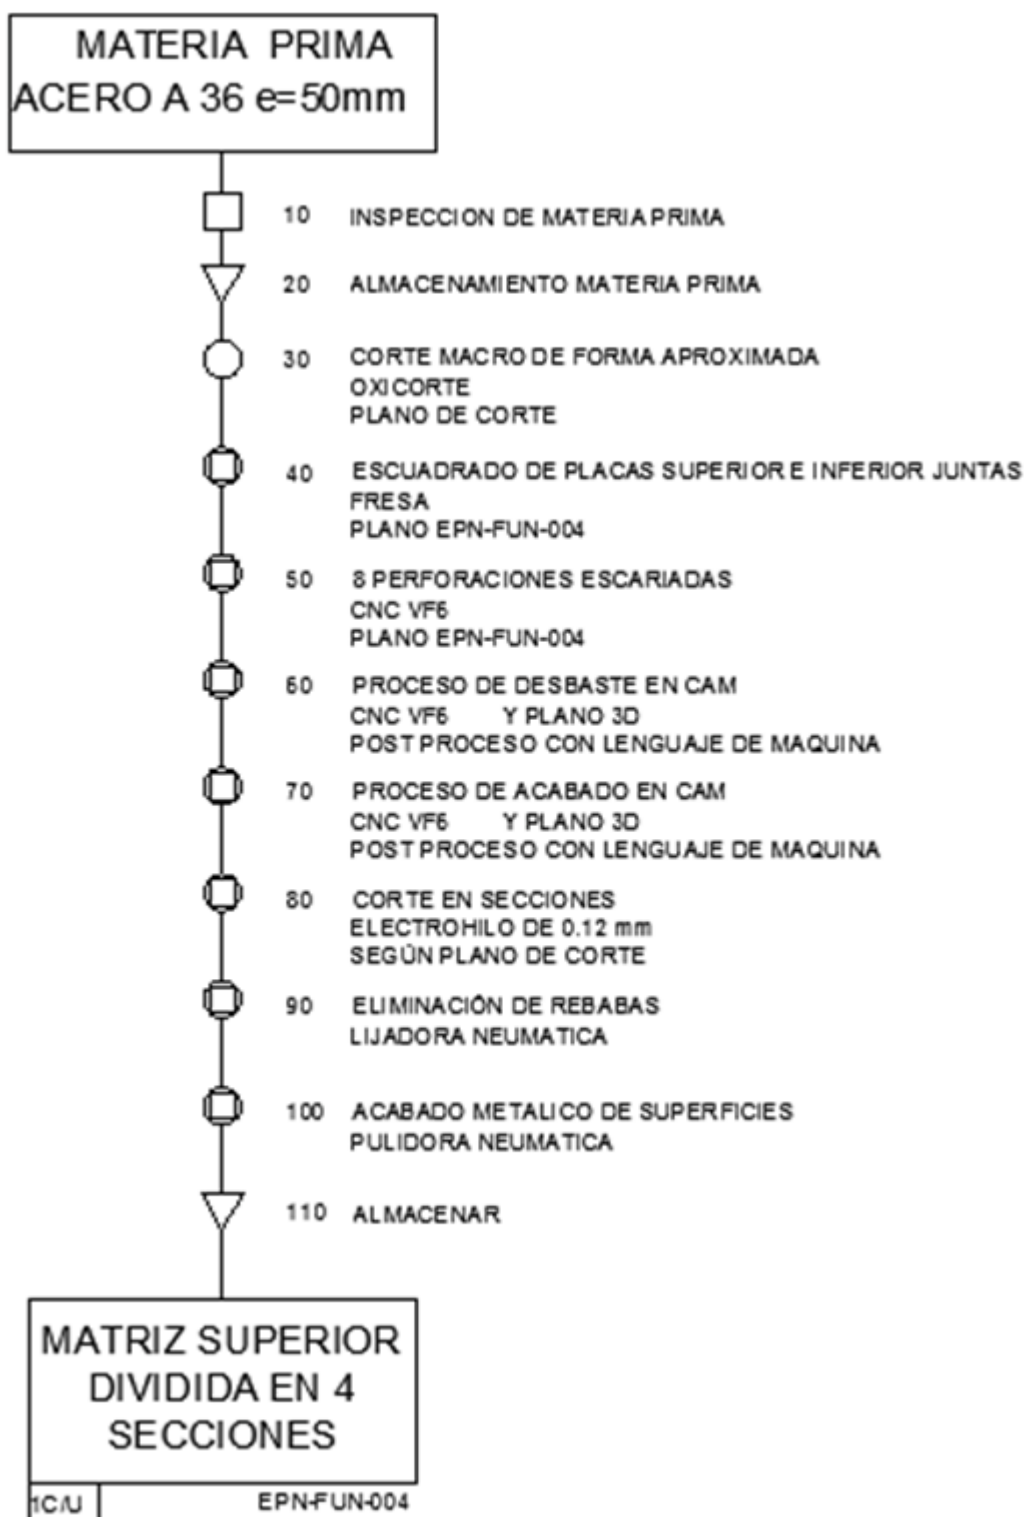 MATERIA PRIMA
ACERO A 36 e=50mm
10 INSPECCION DE MATERIA PRIMA
20 ALMACENAMIENTO MATERIA PRIMA
30 CORTE MACRO DE FORMA APROXIMADA
OXICORTE
PLANO DE CORTE
40 ESCUADRADO DE PLACAS SUPERIOR E INFERIOR JUNTAS
FRESA
PLANO EPN-FUN-004
50 8 PERFORACIONES ESCARIADAS
CNC VF6
PLANO EPN-FUN-004
60 PROCESO DE DESBASTE EN CAM
CNC VF6 Y PLANO 3D
POST PROCESO CON LENGUAJE DE MAQUINA
70 PROCESO DE ACABADO EN CAM
CNC VF6 Y PLANO 3D
POST PROCESO CON LENGUAJE DE MAQUINA
80 CORTE EN SECCIONES
ELECTROHILO DE 0.12 mm
SEGÚN PLANO DE CORTE
90 ELIMINACIÓN DE REBABAS
LIJADORA NEUMATICA
100 ACABADO METALICO DE SUPERFICIES
PULIDORA NEUMATICA
110 ALMACENAR
MATRIZ SUPERIOR
DIVIDIDA EN 4
SECCIONES
1C/U EPN-FUN-004